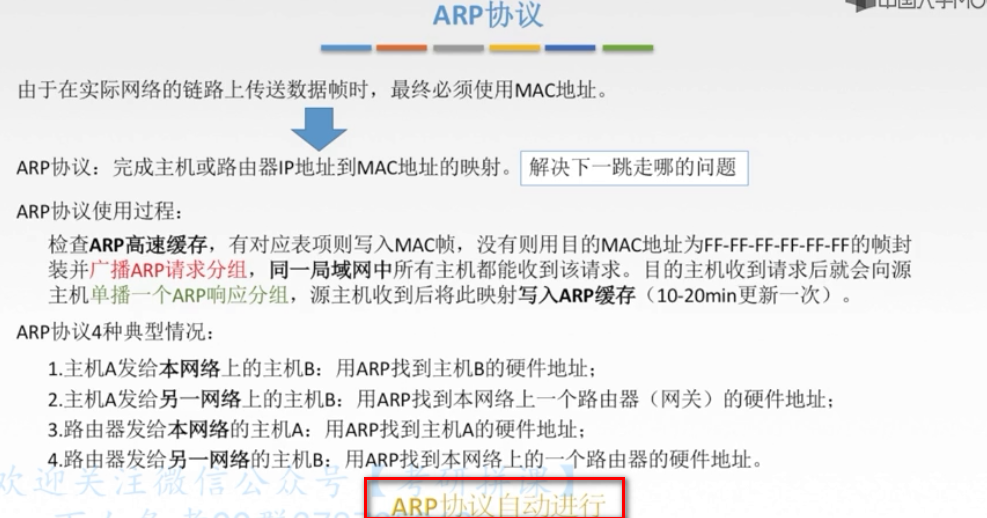 ARP协议
由于在实际网络的链路上传送数据帧时，最终必须使用MAC地址。
ARP协议：完成主机或路由器IP地址到MAC地址的映射。 解决下一跳走哪的问题
ARP协议使用过程：
检查ARP高速缓存，有对应表项则写入MAC帧，没有则用目的MAC地址为FF-FF-FF-FF-FF-FF的帧封
装并广播ARP请求分组，同一局域网中所有主机都能收到该请求。目的主机收到请求后就会向源
主机单播一个ARP响应分组，源主机收到后将此映射写入ARP缓存（10-20min更新一次）。
ARP协议4种典型情况：
1.主机A发给本网络上的主机B：用ARP找到主机B的硬件地址；
2.主机A发给另一网络上的主机B：用ARP找到本网络上一个路由器（网关）的硬件地址；
3.路由器发给本网络的主机A：用ARP找到主机A的硬件地址；
4.路由器发给另一网络的主机B：用ARP找到本网络上的一个路由器的硬件地址。
欢迎关注微信公众号【考研拼课】
ARP协议自动进行